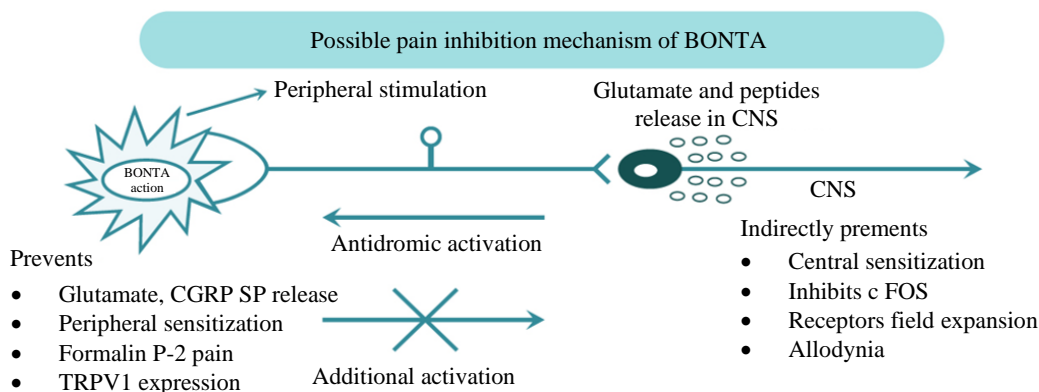 Possible pain inhibition mechanism of BONTA
Peripheral stimulation
Glutamate and peptides
release in CNS
BONTA
action
CNS
Antidromic activation
Prevents
• Glutamate, CGRP SP release
• Peripheral sensitization
• Formalin P-2 pain
• TRPV1 expression
Additional activation
Indirectly prements
• Central sensitization
• Inhibits c FOS
• Receptors field expansion
• Allodynia